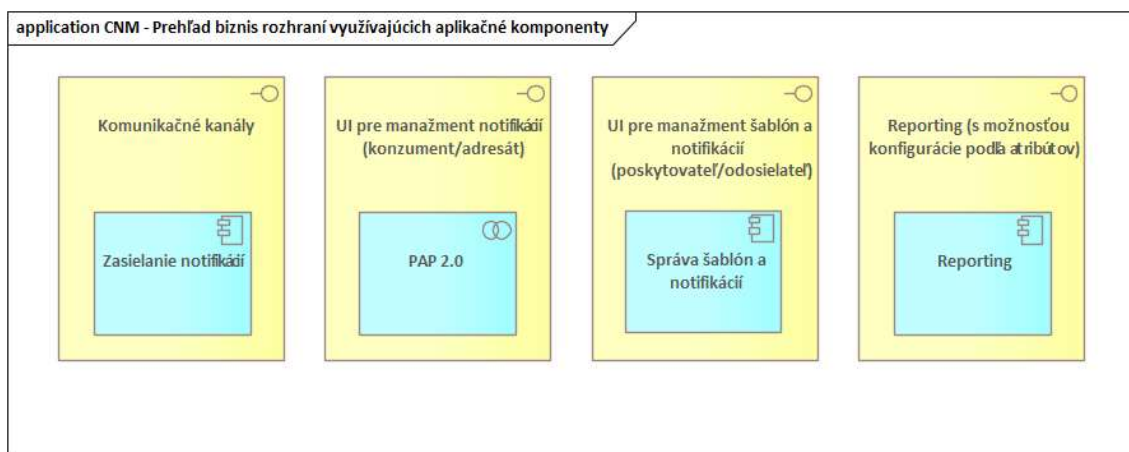 application CNM - Prehľad biznis rozhraní využívajúcich aplikačné komponenty
Komunikačné kanály
Zasielanie notifikácií
UI pre manažment notifikácií
(konzument/adresát)
PAP 2.0
UI pre manažment šablón a
notifikácií
(poskytovateľ/odosielateľ)
Správa šablón a
notifikácií
Reporting (s možnosťou
konfigurácie podľa atribútov)
Reporting